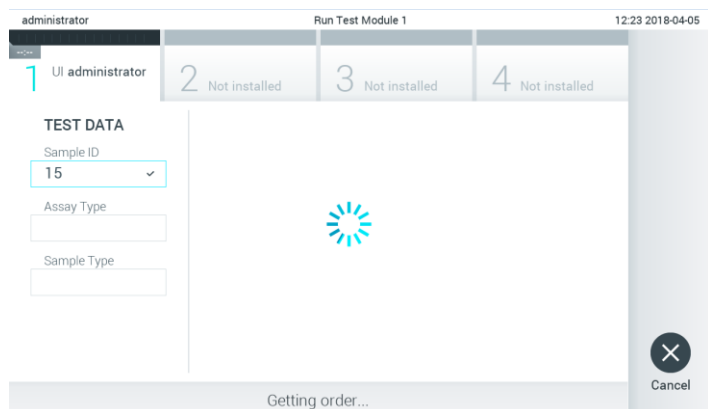 administrator Run Test Module 1 12:23 2018-04-05
--:--
1 UI administrator 2 Not installed 3 Not installed 4 Not installed
TEST DATA
Sample ID
15
Assay Type
Sample Type
Cancel
Getting order...